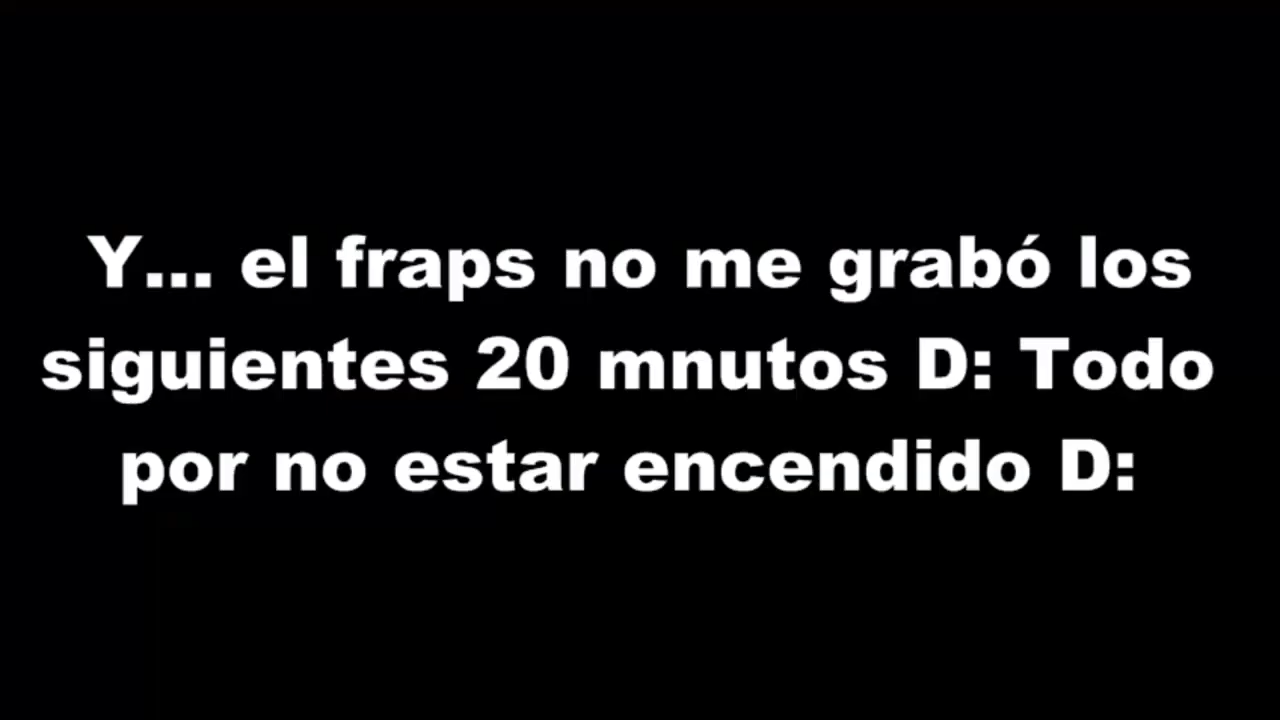 Y... el fraps no me grabó los
siguientes 20 mnutos D: Todo
por no estar encendido D: